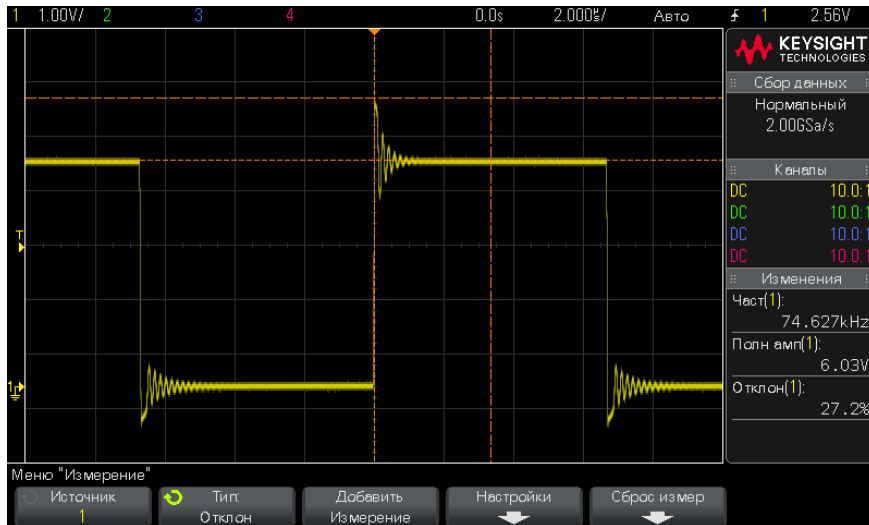 1 1.00V/ 2 3 4 0.0s 2.000µs/ Авто 1 2.56V
KEYSIGHT
TECHNOLOGIES
Сбор данных
Нормальный
2.00GSa/s
Каналы
DC 10.0:1
DC 10.0:1
DC 10.0:1
DC 10.0:1
Изменения
Част(1):
74.627kHz
Полн амп(1):
6.03V
Отклон(1):
27.2%
T
1
Меню "Измерение"
Источник
1
Тип:
Отклон
Добавить
Измерение
Настройки
Сброс измер